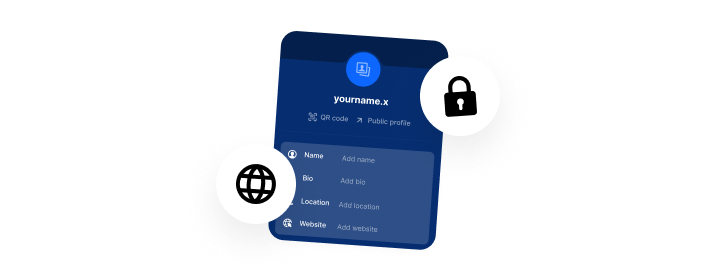 yourname.x
QR code Public profile
Name Add name
Bio Add bio
Location Add location
Website Add website